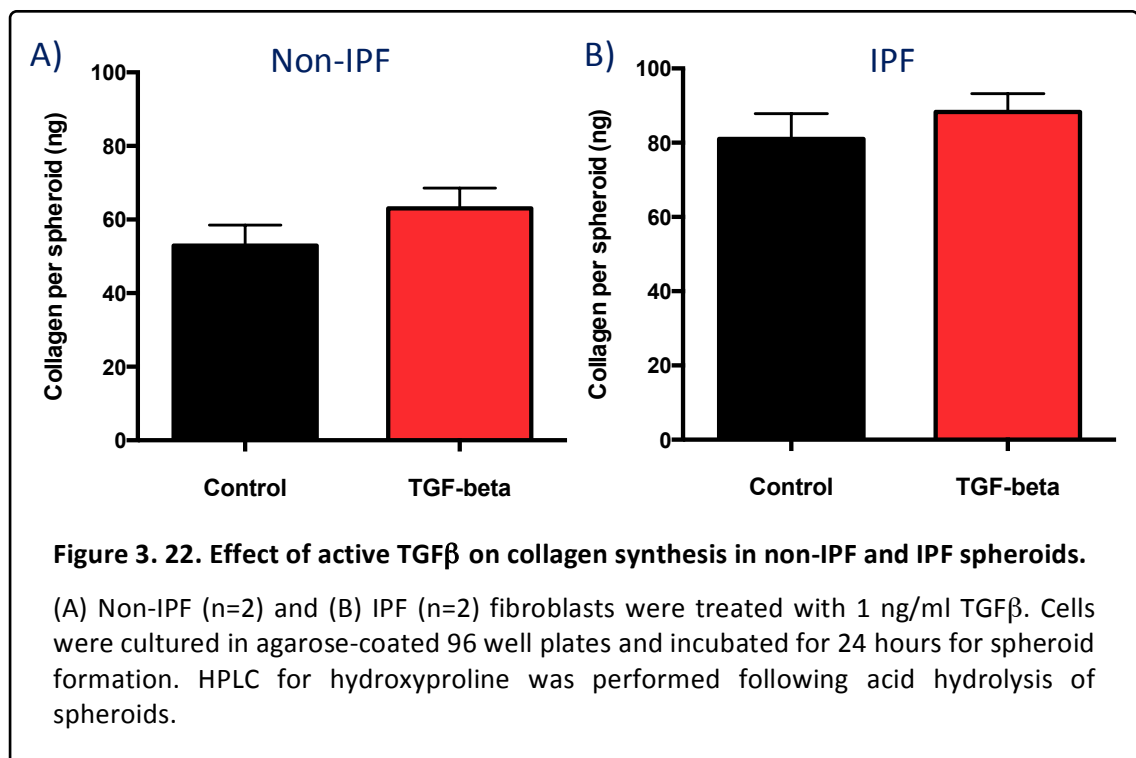 A)
Non-IPF
Collagen per spheroid (ng)
100
80
60
40
20
0
Control
TGF-beta
B)
IPF
Collagen per spheroid (ng)
100
80
60
40
20
0
Control
TGF-beta
Figure 3. 22. Effect of active TGFβ on collagen synthesis in non-IPF and IPF spheroids.
(A) Non-IPF (n=2) and (B) IPF (n=2) fibroblasts were treated with 1 ng/ml TGFβ. Cells
were cultured in agarose-coated 96 well plates and incubated for 24 hours for spheroid
formation. HPLC for hydroxyproline was performed following acid hydrolysis of
spheroids.